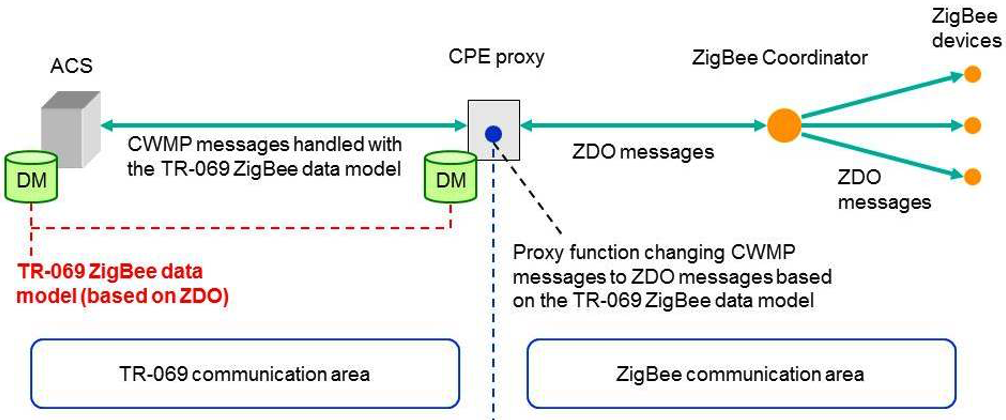 ZigBee
devices
ACS
CPE proxy
ZigBee Coordinator
CWMP messages handled with
the TR-069 ZigBee data model
ZDO messages
DM
DM
ZDO
messages
TR-069 ZigBee data
model (based on ZDO)
Proxy function changing CWMP
messages to ZDO messages based
on the TR-069 ZigBee data model
TR-069 communication area
ZigBee communication area